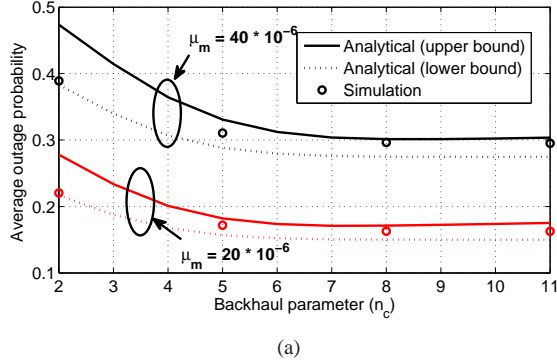 0.5
0.4
0.3
0.2
0.1
Average outage probability
μm = 40 * 10-6
Analytical (upper bound)
Analytical (lower bound)
Simulation
μm = 20 * 10-6
2 3 4 5 6 7 8 9 10 11
Backhaul parameter (nc)
(a)